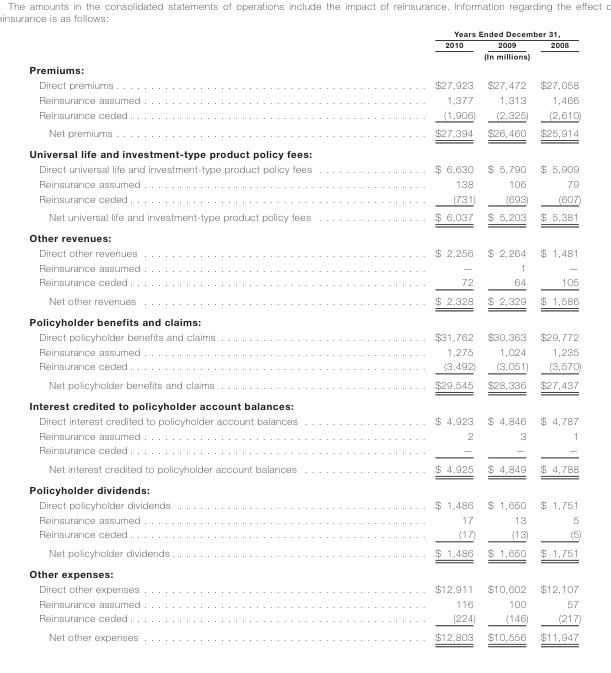 The amounts in the consolidated statements of operations include the impact of reinsurance. Information regarding the effect
einsurance is as follows:
Years Ended December 31,
2010 2009 2008
(In millions)
Premiums:
Direct premiums . . . $27,923 $27,472 $27,058
Reinsurance assumed . . . 1,377 1,313 1,466
Reinsurance ceded . . . (1,906) (2,325) (2,610)
Net premiums . . . $27,394 $26,460 $25,914
Universal life and investment-type product policy fees:
Direct universal life and investment-type product policy fees . . . $ 6,630 $ 5,790 $ 5,909
Reinsurance assumed . . . 138 106 79
Reinsurance ceded . . . (731) (693) (607)
Net universal life and investment-type product policy fees . . . $ 6,037 $ 5,203 $ 5,381
Other revenues:
Direct other revenues . . . $ 2,256 $ 2,264 $ 1,481
Reinsurance assumed . . . — 1 —
Reinsurance ceded . . . 72 64 105
Net other revenues . . . $ 2,328 $ 2,329 $ 1,586
Policyholder benefits and claims:
Direct policyholder benefits and claims . . . $31,762 $30,363 $29,772
Reinsurance assumed . . . 1,275 1,024 1,235
Reinsurance ceded . . . (3,492) (3,051) (3,570)
Net policyholder benefits and claims . . . $29,545 $28,336 $27,437
Interest credited to policyholder account balances:
Direct interest credited to policyholder account balances . . . $ 4,923 $ 4,846 $ 4,787
Reinsurance assumed . . . 2 3 1
Reinsurance ceded . . . — — —
Net interest credited to policyholder account balances . . . $ 4,925 $ 4,849 $ 4,788
Policyholder dividends:
Direct policyholder dividends . . . $ 1,486 $ 1,650 $ 1,751
Reinsurance assumed . . . 17 13 5
Reinsurance ceded . . . (17) (13) (5)
Net policyholder dividends . . . $ 1,486 $ 1,650 $ 1,751
Other expenses:
Direct other expenses . . . $12,911 $10,602 $12,107
Reinsurance assumed . . . 116 100 57
Reinsurance ceded . . . (224) (146) (217)
Net other expenses . . . $12,803 $10,556 $11,947